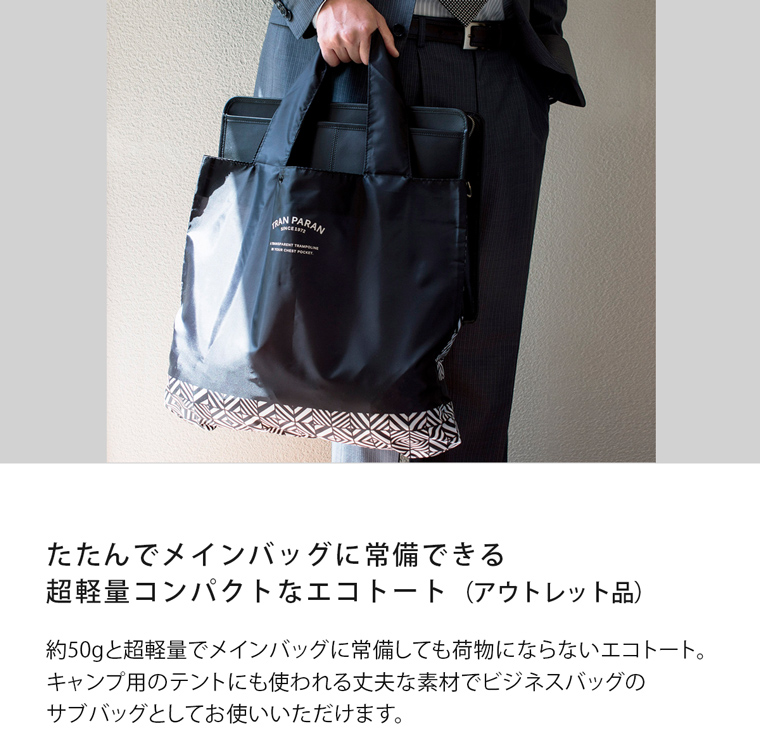 TRAN PARAN
SINCE 1972
TRANSPARENT TRAMPOLINE
IN YOUR CHEST POCKET.
たたんでメインバッグに常備できる
超軽量コンパクトなエコトート（アウトレット品）
約50gと超軽量でメインバッグに常備しても荷物にならないエコトート。
キャンプ用のテントにも使われる丈夫な素材でビジネスバッグの
サブバッグとしてお使いいただけます。